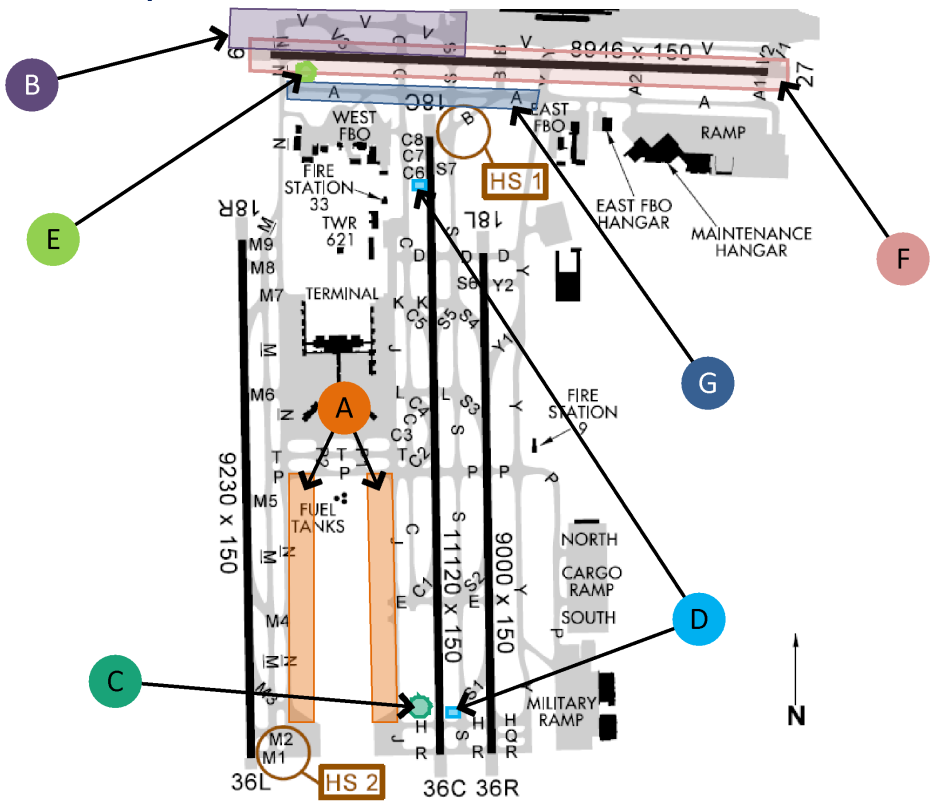 V
V
V
V
B
8946 x 150
V
V
9
27
E
A
18C
A
B
A2
A
A1
WEST
FBO
EAST
FBO
RAMP
C8
C7
C6
S7
HS 1
FIRE
STATION
33
EAST FBO
HANGAR
MAINTENANCE
HANGAR
F
18R
M
TWR
621
18L
M9
M8
M7
C
D
S
D
D
S6
Y2
Y
TERMINAL
K
K
C5
S5
S4
Y1
M
J
G
M6
N
A
L
C4
C
C3
C2
L
S3
S
Y
FIRE
STATION
9
T
P
T
P
T
P
P
P
9230 x 150
M5
FUEL
TANKS
C
J
S
11120 x 150
9000 x 150
NORTH
CARGO
RAMP
SOUTH
M
N
C1
E
S2
E
Y
P
M4
D
M
N
M3
C
S1
MILITARY
RAMP
N
H
H
H
M2
M1
J
S
Q
R
R
R
HS 2
36L
36C
36R